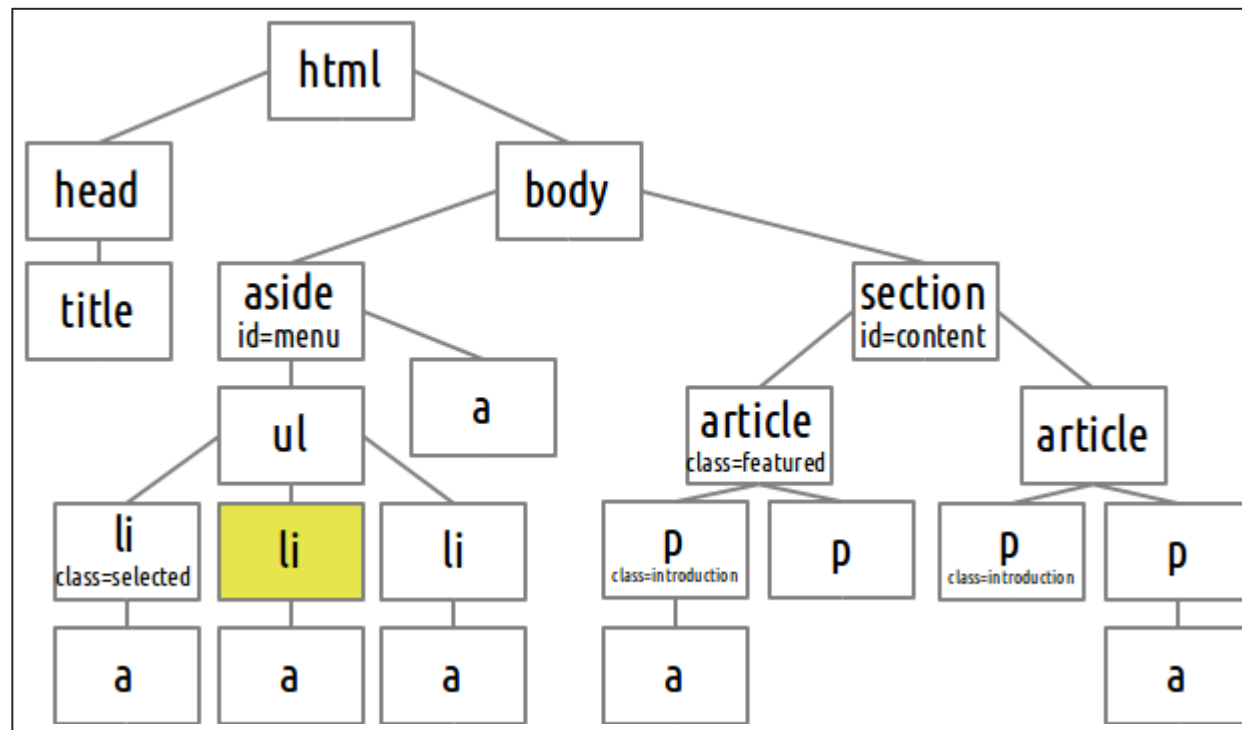 html
head
body
title
aside
id=menu
section
id=content
a
ul
article
class=featured
article
li
class=selected
li
li
p
class=introduction
p
p
class=introduction
p
a
a
a
a
a